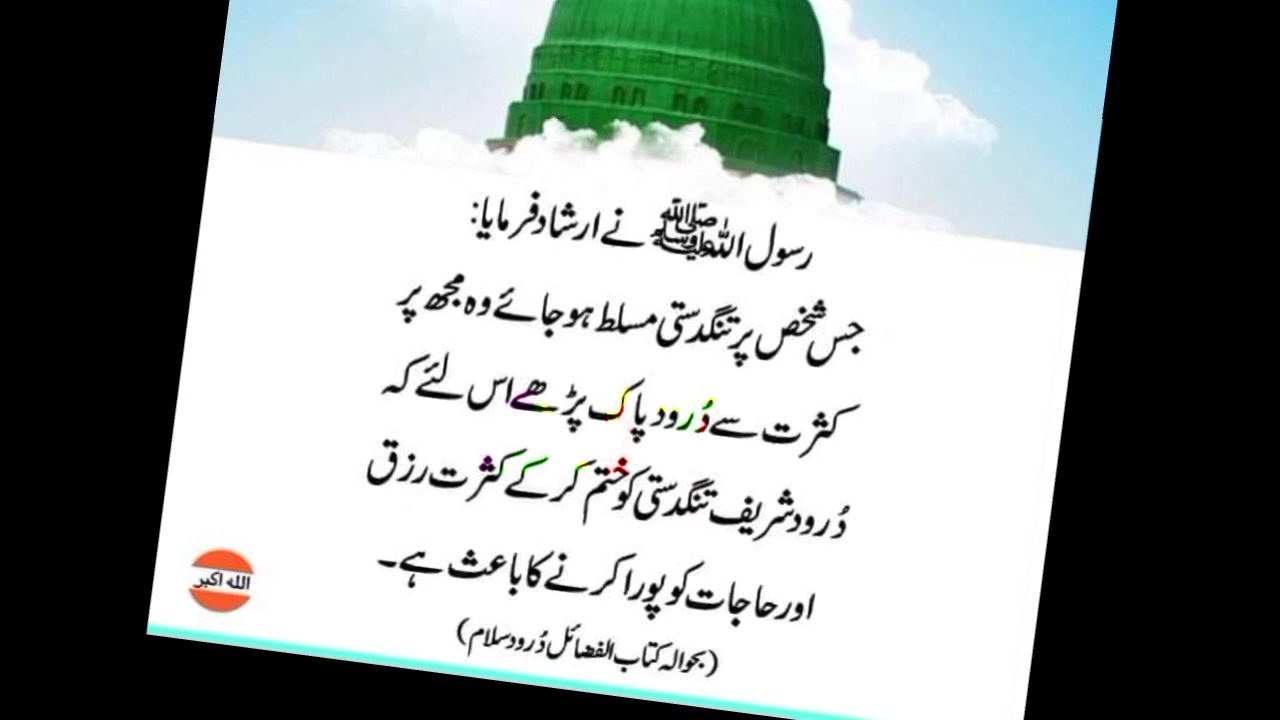 رسول اللہ ﷺ نے ارشاد فرمایا:
جس شخص پر تنگدستی مسلط ہو جائے وہ مجھ پر
کثرت سے دُرود پاک پڑھے اس لئے کہ
دُرود شریف تنگدستی کو ختم کر کے کثرت رزق
اور حاجات کو پورا کرنے کا باعث ہے۔
(بحوالہ کتاب الفضائل دُرود سلام)
الله اكبر